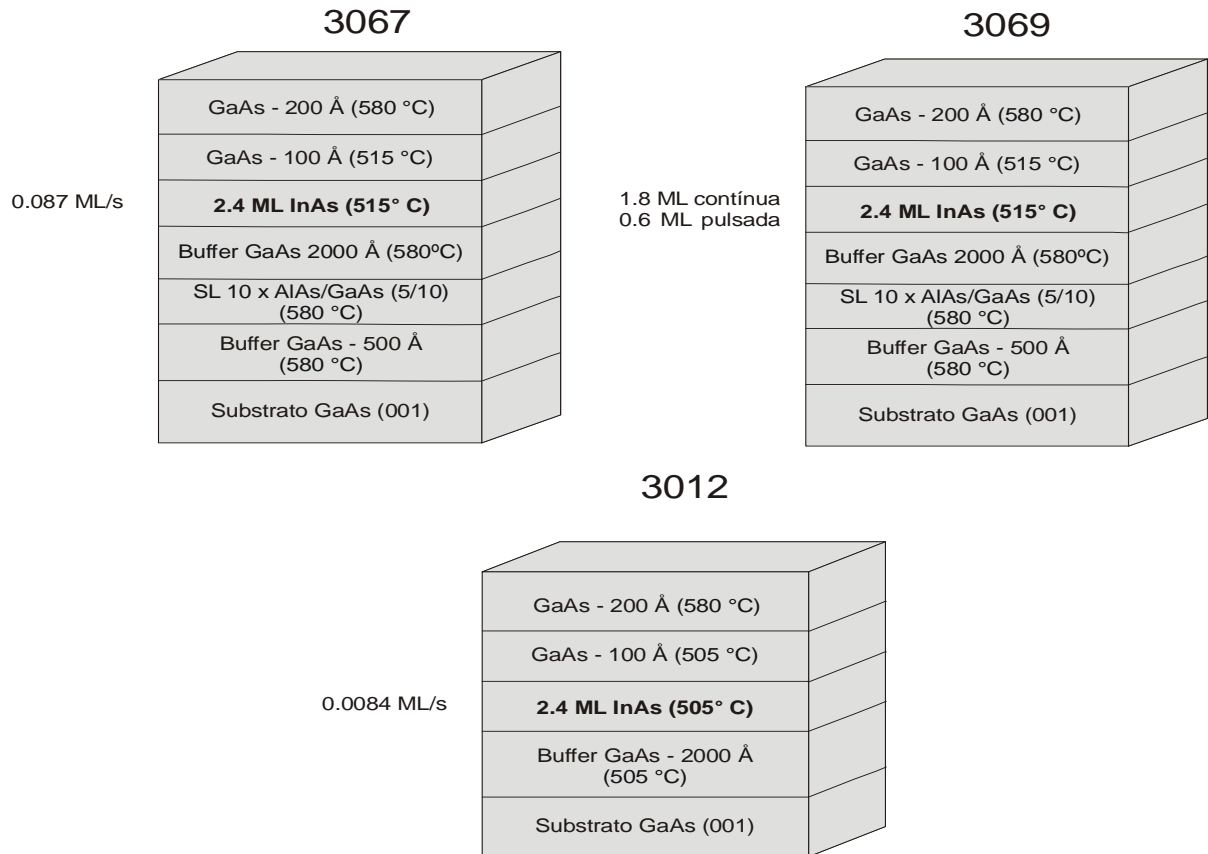 3067
GaAs - 200 Å (580 °C)
GaAs - 100 Å (515 °C)
0.087 ML/s
2.4 ML InAs (515° C)
Buffer GaAs 2000 Å (580ºC)
SL 10 x AlAs/GaAs (5/10)
(580 °C)
Buffer GaAs - 500 Å
(580 °C)
Substrato GaAs (001)
3069
GaAs - 200 Å (580 °C)
GaAs - 100 Å (515 °C)
1.8 ML contínua
0.6 ML pulsada
2.4 ML InAs (515° C)
Buffer GaAs 2000 Å (580ºC)
SL 10 x AlAs/GaAs (5/10)
(580 °C)
Buffer GaAs - 500 Å
(580 °C)
Substrato GaAs (001)
3012
GaAs - 200 Å (580 °C)
GaAs - 100 Å (505 °C)
0.0084 ML/s
2.4 ML InAs (505° C)
Buffer GaAs - 2000 Å
(505 °C)
Substrato GaAs (001)